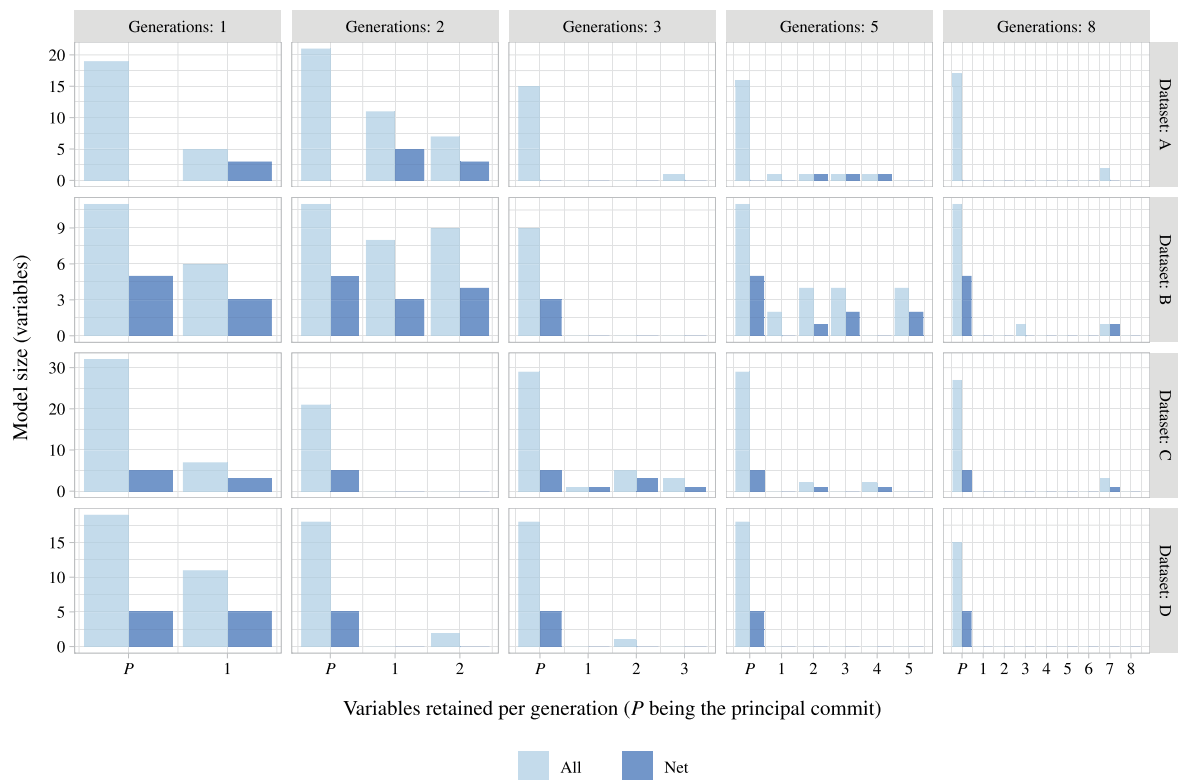 Generations: 1 Generations: 2 Generations: 3 Generations: 5 Generations: 8
20
15
10
5
0
Dataset: A
9
6
3
0
Dataset: B
30
20
10
0
Dataset: C
15
10
5
0
Dataset: D
Model size (variables)
P 1 P 1 2 P 1 2 3 P 1 2 3 4 5 P 1 2 3 4 5 6 7 8
Variables retained per generation (P being the principal commit)
All Net